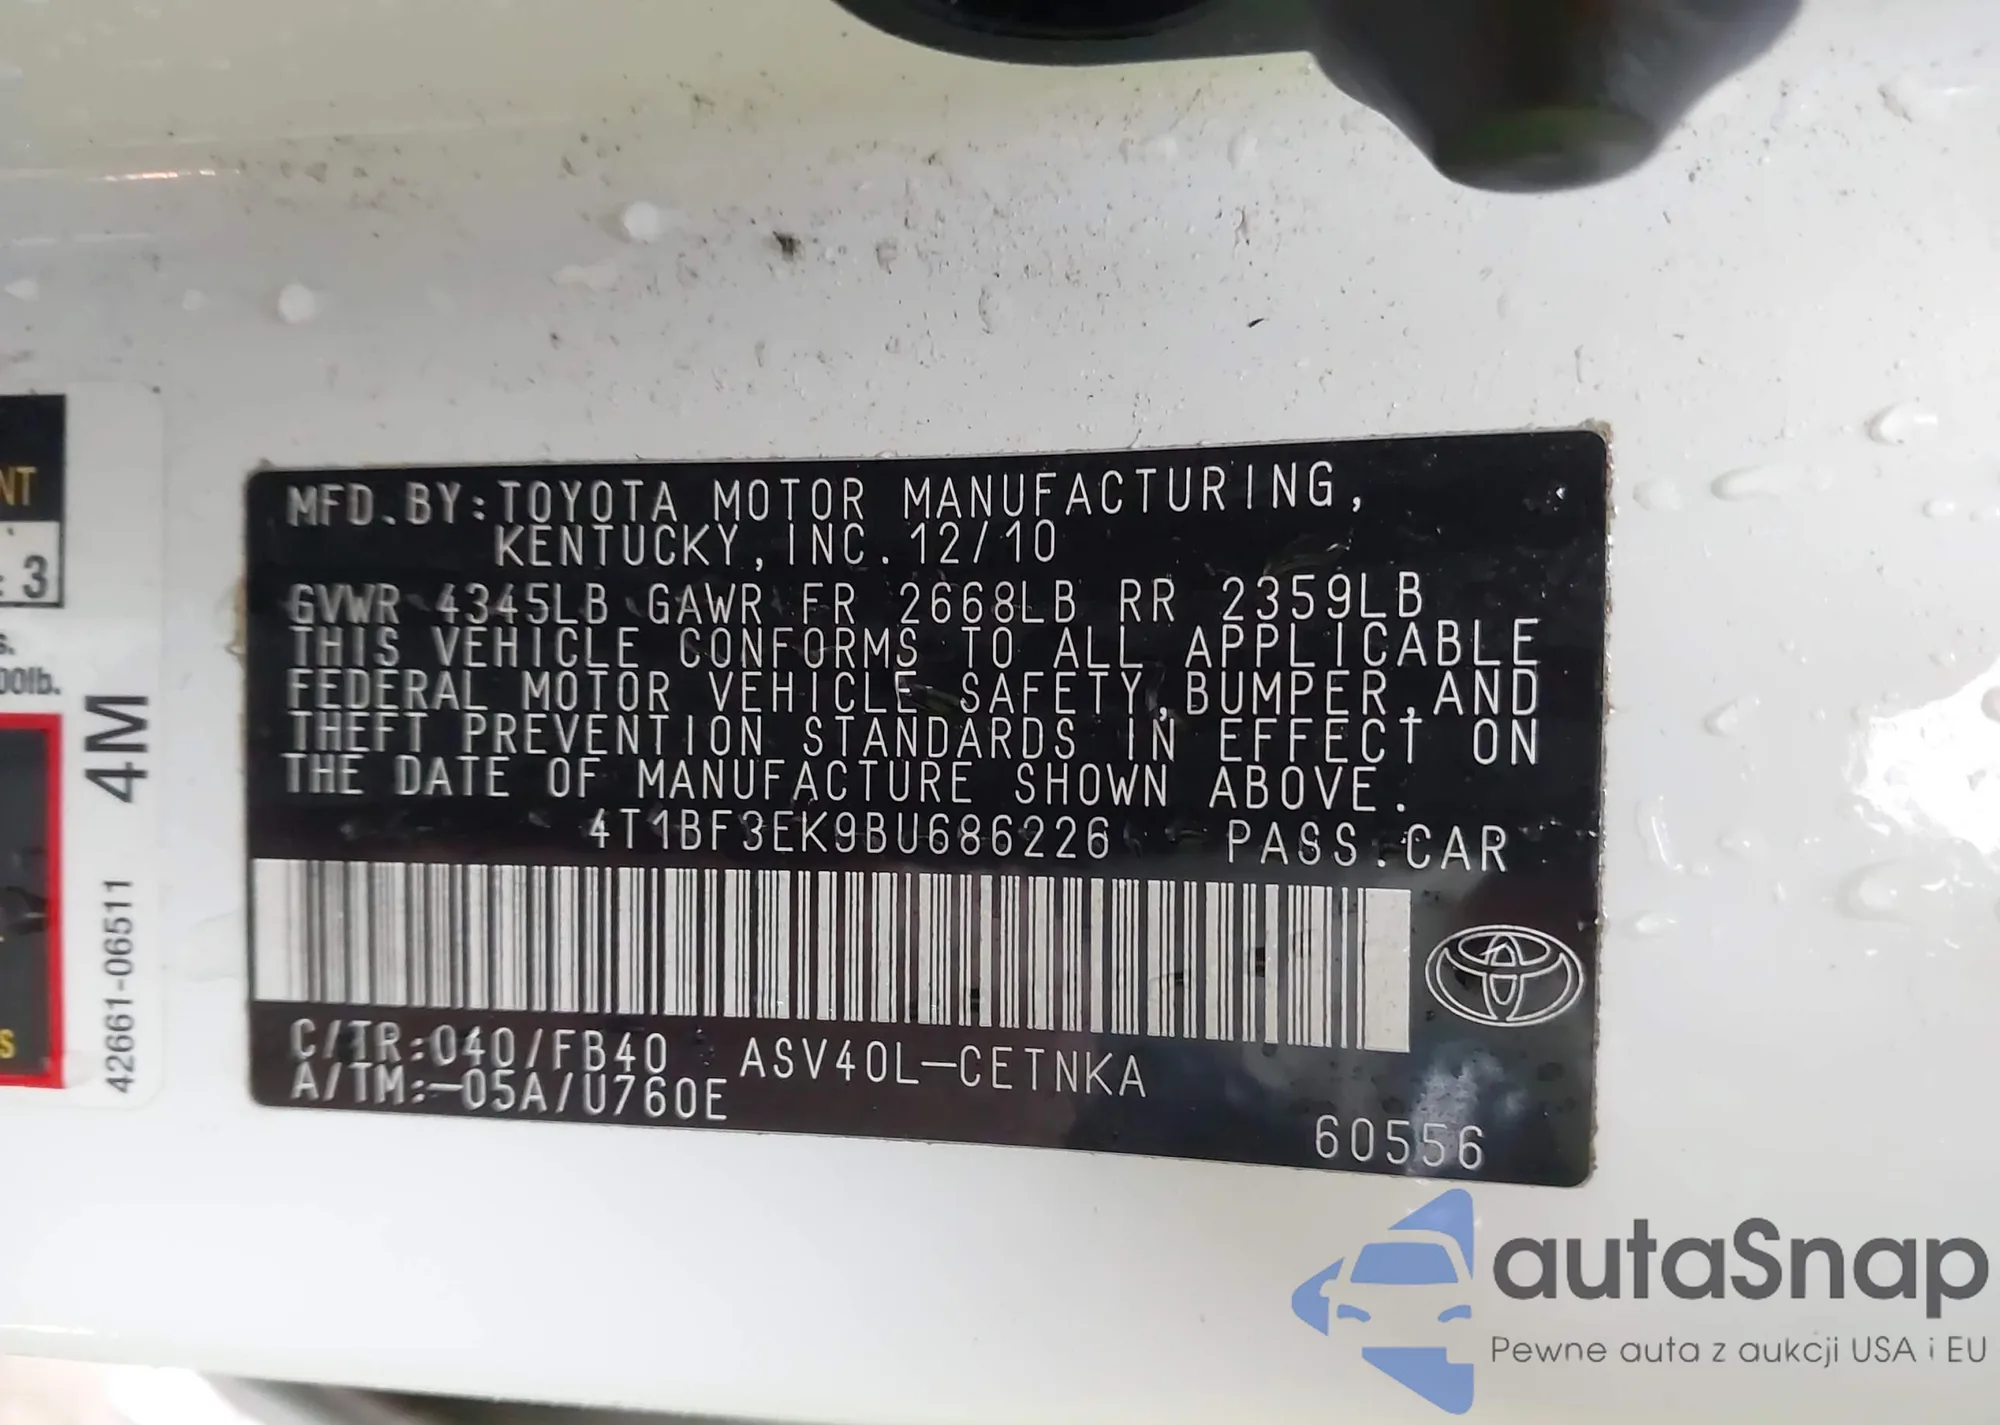 MFD.BY:TOYOTA MOTOR MANUFACTURING,
KENTUCKY,INC.12/10
GVWR 4345LB GAWR FR 2668LB RR 2359LB
THIS VEHICLE CONFORMS TO ALL APPLICABLE
FEDERAL MOTOR VEHICLE SAFETY,BUMPER,AND
THEFT PREVENTION STANDARDS IN EFFECT ON
THE DATE OF MANUFACTURE SHOWN ABOVE.
4T1BF3EK9BU686226 PASS.CAR
C/TR:040/FB40 ASV40L-CETNKA
A/TM:-05A/U760E
60556
NT
: 3
s.
00lb.
S
4M
42661-06511
autaSnap
Pewne auta z aukcji USA i EU